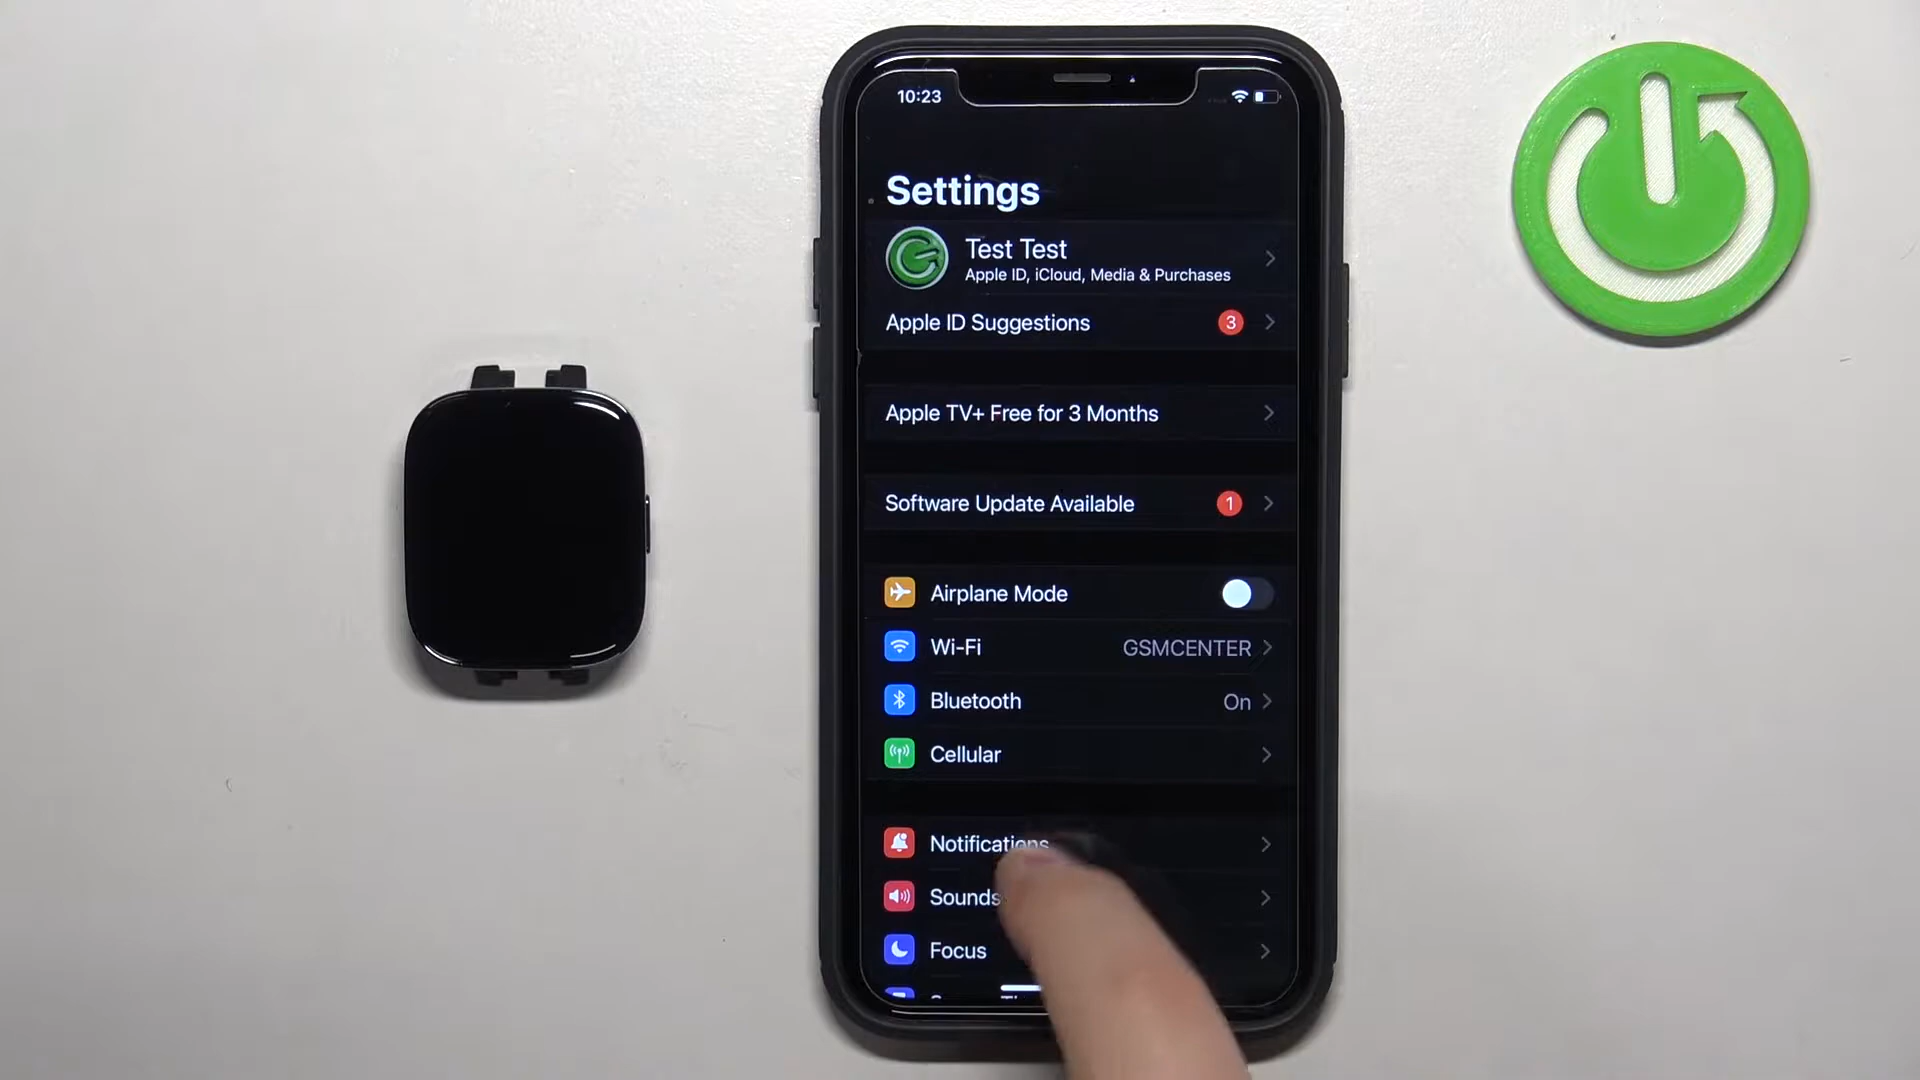 10:23
Settings
Test Test
Apple ID, iCloud, Media & Purchases
Apple ID Suggestions 3
Apple TV+ Free for 3 Months
Software Update Available 1
Airplane Mode
Wi-Fi GSMCENTER
Bluetooth On
Cellular
Notifications
Sounds
Focus